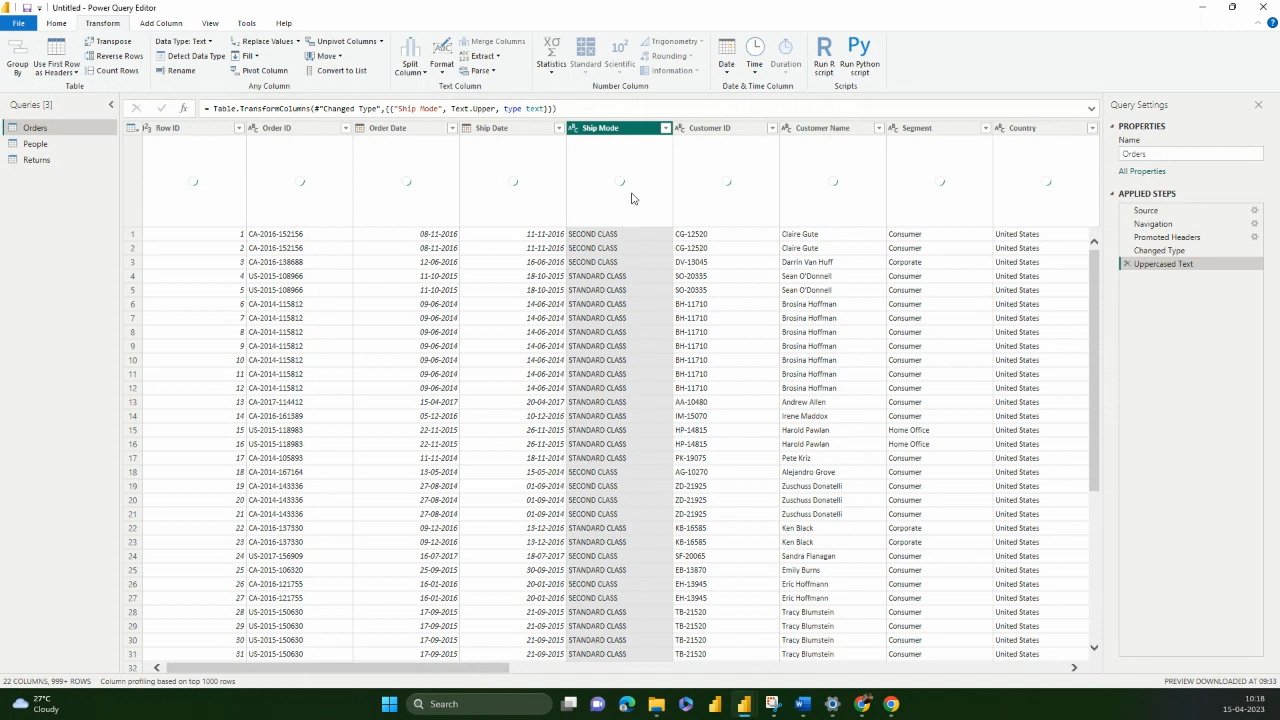 Untitled - Power Query Editor
File Home Transform Add Column View Tools Help
Group By
Use First Row as Headers
Transpose
Reverse Rows
Count Rows
Table
Data Type: Text
Detect Data Type
Rename
Replace Values
Fill
Pivot Column
Unpivot Columns
Move
Convert to List
Any Column
Split Column
Format
Merge Columns
Extract
Parse
Text Column
Statistics
Standard
Scientific
Trigonometry
Rounding
Information
Number Column
Date
Time
Duration
Date & Time Column
Run R script
Run Python script
Scripts
Queries [3]
Orders
People
Returns
= Table.TransformColumns(#"Changed Type",{{"Ship Mode", Text.Upper, type text}})
Row ID Order ID Order Date Ship Date Ship Mode Customer ID Customer Name Segment Country
1 1 CA-2016-152156 08-11-2016 11-11-2016 SECOND CLASS CG-12520 Claire Gute Consumer United States
2 2 CA-2016-152156 08-11-2016 11-11-2016 SECOND CLASS CG-12520 Claire Gute Consumer United States
3 3 CA-2016-138688 12-06-2016 16-06-2016 SECOND CLASS DV-13045 Darrin Van Huff Corporate United States
4 4 US-2015-108966 11-10-2015 18-10-2015 STANDARD CLASS SO-20335 Sean O'Donnell Consumer United States
5 5 US-2015-108966 11-10-2015 18-10-2015 STANDARD CLASS SO-20335 Sean O'Donnell Consumer United States
6 6 CA-2014-115812 09-06-2014 14-06-2014 STANDARD CLASS BH-11710 Brosina Hoffman Consumer United States
7 7 CA-2014-115812 09-06-2014 14-06-2014 STANDARD CLASS BH-11710 Brosina Hoffman Consumer United States
8 8 CA-2014-115812 09-06-2014 14-06-2014 STANDARD CLASS BH-11710 Brosina Hoffman Consumer United States
9 9 CA-2014-115812 09-06-2014 14-06-2014 STANDARD CLASS BH-11710 Brosina Hoffman Consumer United States
10 10 CA-2014-115812 09-06-2014 14-06-2014 STANDARD CLASS BH-11710 Brosina Hoffman Consumer United States
11 11 CA-2014-115812 09-06-2014 14-06-2014 STANDARD CLASS BH-11710 Brosina Hoffman Consumer United States
12 12 CA-2014-115812 09-06-2014 14-06-2014 STANDARD CLASS BH-11710 Brosina Hoffman Consumer United States
13 13 CA-2017-114412 15-04-2017 20-04-2017 STANDARD CLASS AA-10480 Andrew Allen Consumer United States
14 14 CA-2016-161389 05-12-2016 10-12-2016 STANDARD CLASS IM-15070 Irene Maddox Consumer United States
15 15 US-2015-118983 22-11-2015 26-11-2015 STANDARD CLASS HP-14815 Harold Pawlan Home Office United States
16 16 US-2015-118983 22-11-2015 26-11-2015 STANDARD CLASS HP-14815 Harold Pawlan Home Office United States
17 17 CA-2014-105893 11-11-2014 18-11-2014 STANDARD CLASS PK-19075 Pete Kriz Consumer United States
18 18 CA-2014-167164 13-05-2014 15-05-2014 SECOND CLASS AG-10270 Alejandro Grove Consumer United States
19 19 CA-2014-143336 27-08-2014 01-09-2014 SECOND CLASS ZD-21925 Zuschuss Donatelli Consumer United States
20 20 CA-2014-143336 27-08-2014 01-09-2014 SECOND CLASS ZD-21925 Zuschuss Donatelli Consumer United States
21 21 CA-2014-143336 27-08-2014 01-09-2014 SECOND CLASS ZD-21925 Zuschuss Donatelli Consumer United States
22 22 CA-2016-137330 09-12-2016 13-12-2016 STANDARD CLASS KB-16585 Ken Black Corporate United States
23 23 CA-2016-137330 09-12-2016 13-12-2016 STANDARD CLASS KB-16585 Ken Black Corporate United States
24 24 US-2017-156909 16-07-2017 18-07-2017 SECOND CLASS SF-20065 Sandra Flanagan Consumer United States
25 25 CA-2015-106320 25-09-2015 30-09-2015 STANDARD CLASS EB-13870 Emily Burns Consumer United States
26 26 CA-2016-121755 16-01-2016 20-01-2016 SECOND CLASS EH-13945 Eric Hoffmann Consumer United States
27 27 CA-2016-121755 16-01-2016 20-01-2016 SECOND CLASS EH-13945 Eric Hoffmann Consumer United States
28 28 US-2015-150630 17-09-2015 21-09-2015 STANDARD CLASS TB-21520 Tracy Blumstein Consumer United States
29 29 US-2015-150630 17-09-2015 21-09-2015 STANDARD CLASS TB-21520 Tracy Blumstein Consumer United States
30 30 US-2015-150630 17-09-2015 21-09-2015 STANDARD CLASS TB-21520 Tracy Blumstein Consumer United States
31 31 US-2015-150630 17-09-2015 21-09-2015 STANDARD CLASS TB-21520 Tracy Blumstein Consumer United States
32
Query Settings
PROPERTIES
Name
Orders
All Properties
APPLIED STEPS
Source
Navigation
Promoted Headers
Changed Type
Uppercased Text
22 COLUMNS, 999+ ROWS Column profiling based on top 1000 rows PREVIEW DOWNLOADED AT 09:33
27°C
Cloudy
Search
10:18
15-04-2023